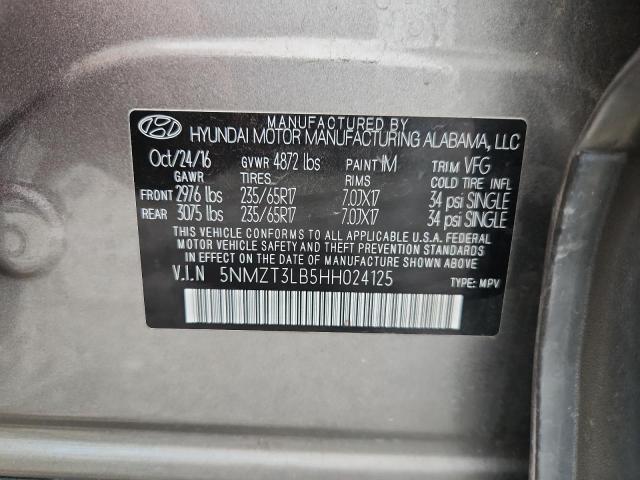 MANUFACTURED BY
HYUNDAI MOTOR MANUFACTURING ALABAMA, LLC
Oct/24/16 GVWR 4872 lbs PAINT IM TRIM VFG
GAWR TIRES RIMS COLD TIRE INFL
FRONT 2976 lbs 235/65R17 7.0JX17 34 psi SINGLE
REAR 3075 lbs 235/65R17 7.0JX17 34 psi SINGLE
THIS VEHICLE CONFORMS TO ALL APPLICABLE U.S.A. FEDERAL
MOTOR VEHICLE SAFETY AND THEFT PREVENTION STANDARDS
IN EFFECT ON THE DATE OF MANUFACTURE SHOWN ABOVE.
V.I.N 5NMZT3LB5HH024125 TYPE: MPV